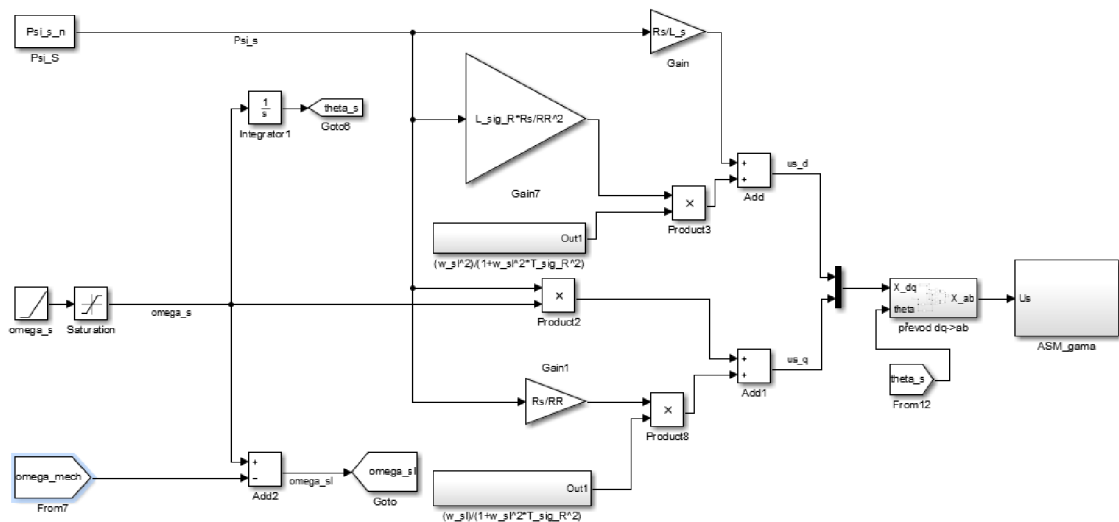 Psi_s_n
Psi_S
Psi_s
Rs/L_s
Gain
1
s
Integrator1
theta_s
Goto6
L_sig_R*Rs/RR^2
Gain7
Out1
(w_sl^2)/(1+w_sl^2*T_sig_R^2)
×
Product3
+
+
Add
us_d
omega_s
Saturation
omega_s
×
Product2
X_dq
theta
X_ab
převod dq->ab
Us
ASM_gama
Gain1
Rs/RR
×
Product8
+
+
Add1
us_q
theta_s
From12
omega_mech
From7
+
−
Add2
omega_sl
omega_sl
Goto
Out1
(w_sl)/(1+w_sl^2*T_sig_R^2)